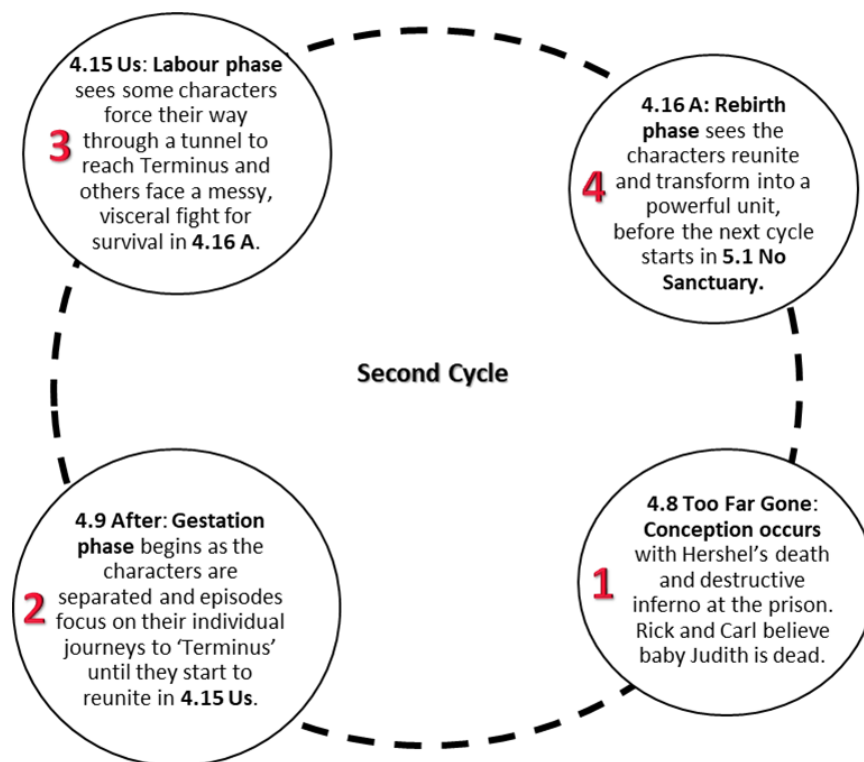 4.15 Us: Labour phase
sees some characters
force their way
through a tunnel to
reach Terminus and
others face a messy,
visceral fight for
survival in 4.16 A.
3
4.16 A: Rebirth
phase sees the
characters reunite
and transform into a
powerful unit,
before the next cycle
starts in 5.1 No
Sanctuary.
4
Second Cycle
4.9 After: Gestation
phase begins as the
characters are
separated and episodes
focus on their individual
journeys to ‘Terminus’
until they start to
reunite in 4.15 Us.
2
4.8 Too Far Gone:
Conception occurs
with Hershel’s death
and destructive
inferno at the prison.
Rick and Carl believe
baby Judith is dead.
1